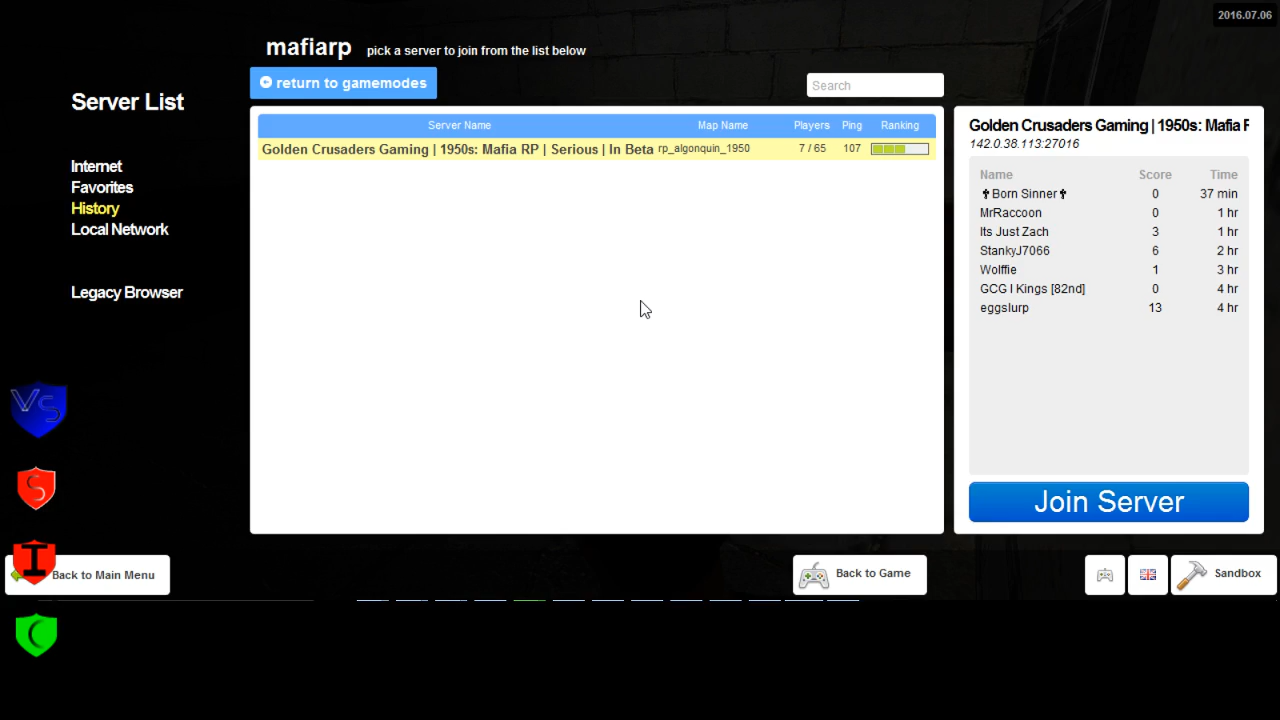 2016.07.06
mafiarp pick a server to join from the list below
return to gamemodes
Search
Server List
Internet
Favorites
History
Local Network
Legacy Browser
Server Name Map Name Players Ping Ranking
Golden Crusaders Gaming | 1950s: Mafia RP | Serious | In Beta rp_algonquin_1950 7 / 65 107
Golden Crusaders Gaming | 1950s: Mafia F
142.0.38.113:27016
Name Score Time
✝Born Sinner✝ 0 37 min
MrRaccoon 0 1 hr
Its Just Zach 3 1 hr
StankyJ7066 6 2 hr
Wolffie 1 3 hr
GCG I Kings [82nd] 0 4 hr
eggslurp 13 4 hr
Join Server
VS
S
I
C
Back to Main Menu
Back to Game
Sandbox